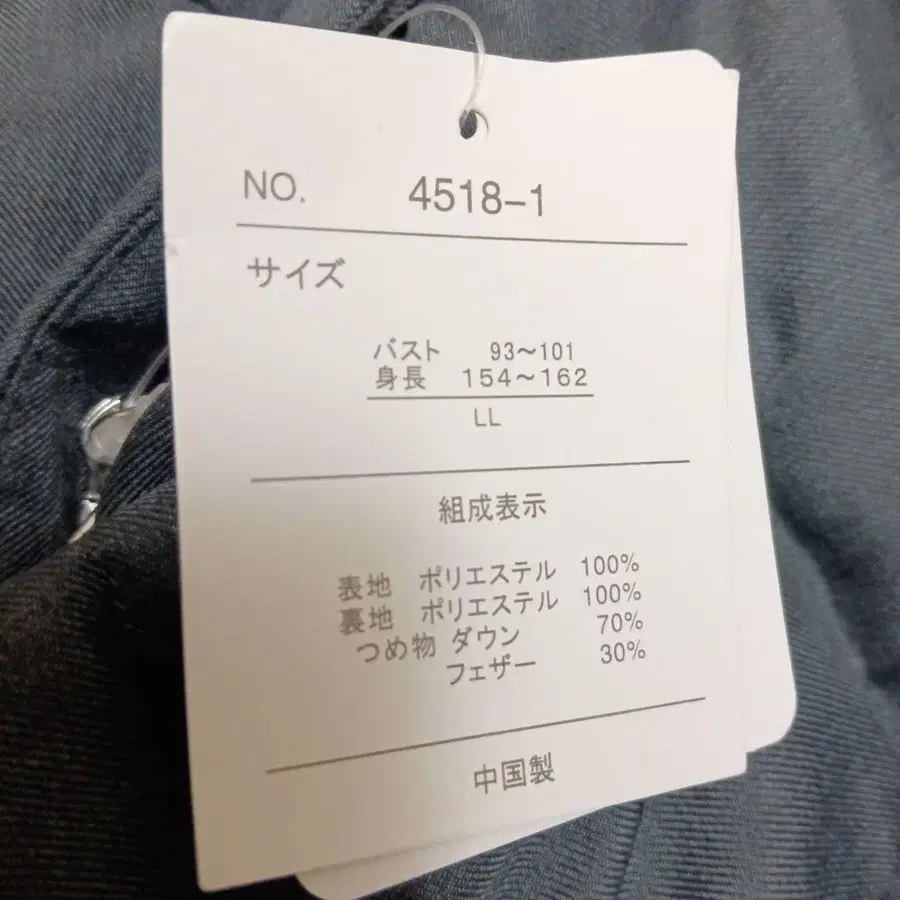 NO. 4518-1
サイズ
バスト 93～101
身長 154～162
LL
組成表示
表地 ポリエステル 100%
裏地 ポリエステル 100%
つめ物 ダウン 70%
フェザー 30%
中国製